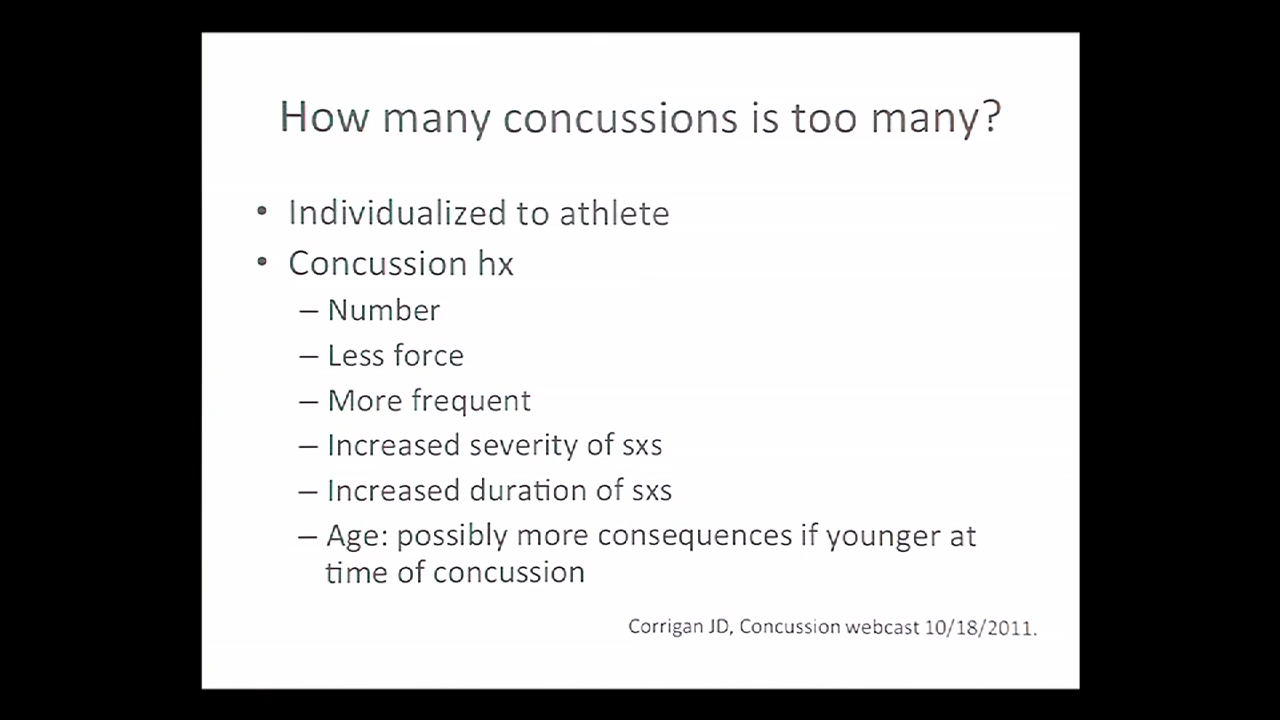 How many concussions is too many?
• Individualized to athlete
• Concussion hx
– Number
– Less force
– More frequent
– Increased severity of sxs
– Increased duration of sxs
– Age: possibly more consequences if younger at
time of concussion
Corrigan JD, Concussion webcast 10/18/2011.